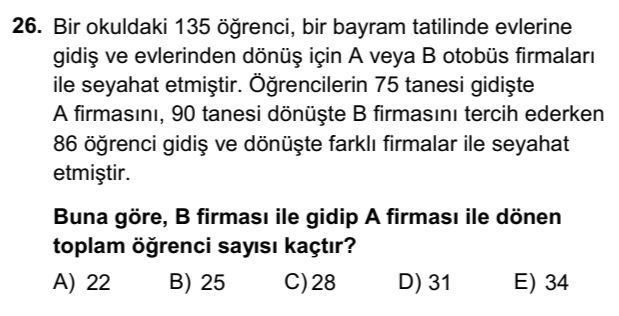 26. Bir okuldaki 135 öğrenci, bir bayram tatilinde evlerine
gidiş ve evlerinden dönüş için A veya B otobüs firmaları
ile seyahat etmiştir. Öğrencilerin 75 tanesi gidişte
A firmasını, 90 tanesi dönüşte B firmasını tercih ederken
86 öğrenci gidiş ve dönüşte farklı firmalar ile seyahat
etmiştir.
Buna göre, B firması ile gidip A firması ile dönen
toplam öğrenci sayısı kaçtır?
A) 22 B) 25 C) 28 D) 31 E) 34